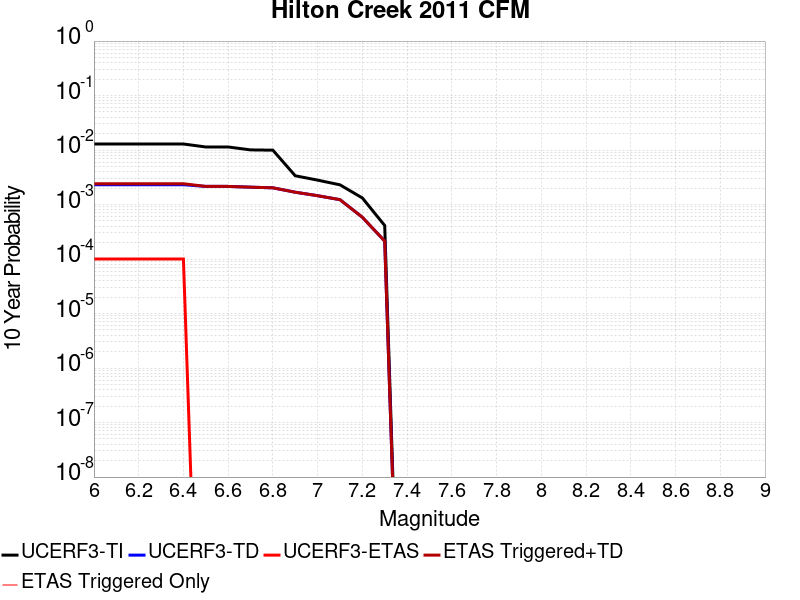 Hilton Creek 2011 CFM
10^0
10^-1
10^-2
10^-3
10^-4
10^-5
10^-6
10^-7
10^-8
10 Year Probability
6 6.2 6.4 6.6 6.8 7 7.2 7.4 7.6 7.8 8 8.2 8.4 8.6 8.8 9
Magnitude
UCERF3-TI UCERF3-TD UCERF3-ETAS ETAS Triggered+TD
ETAS Triggered Only